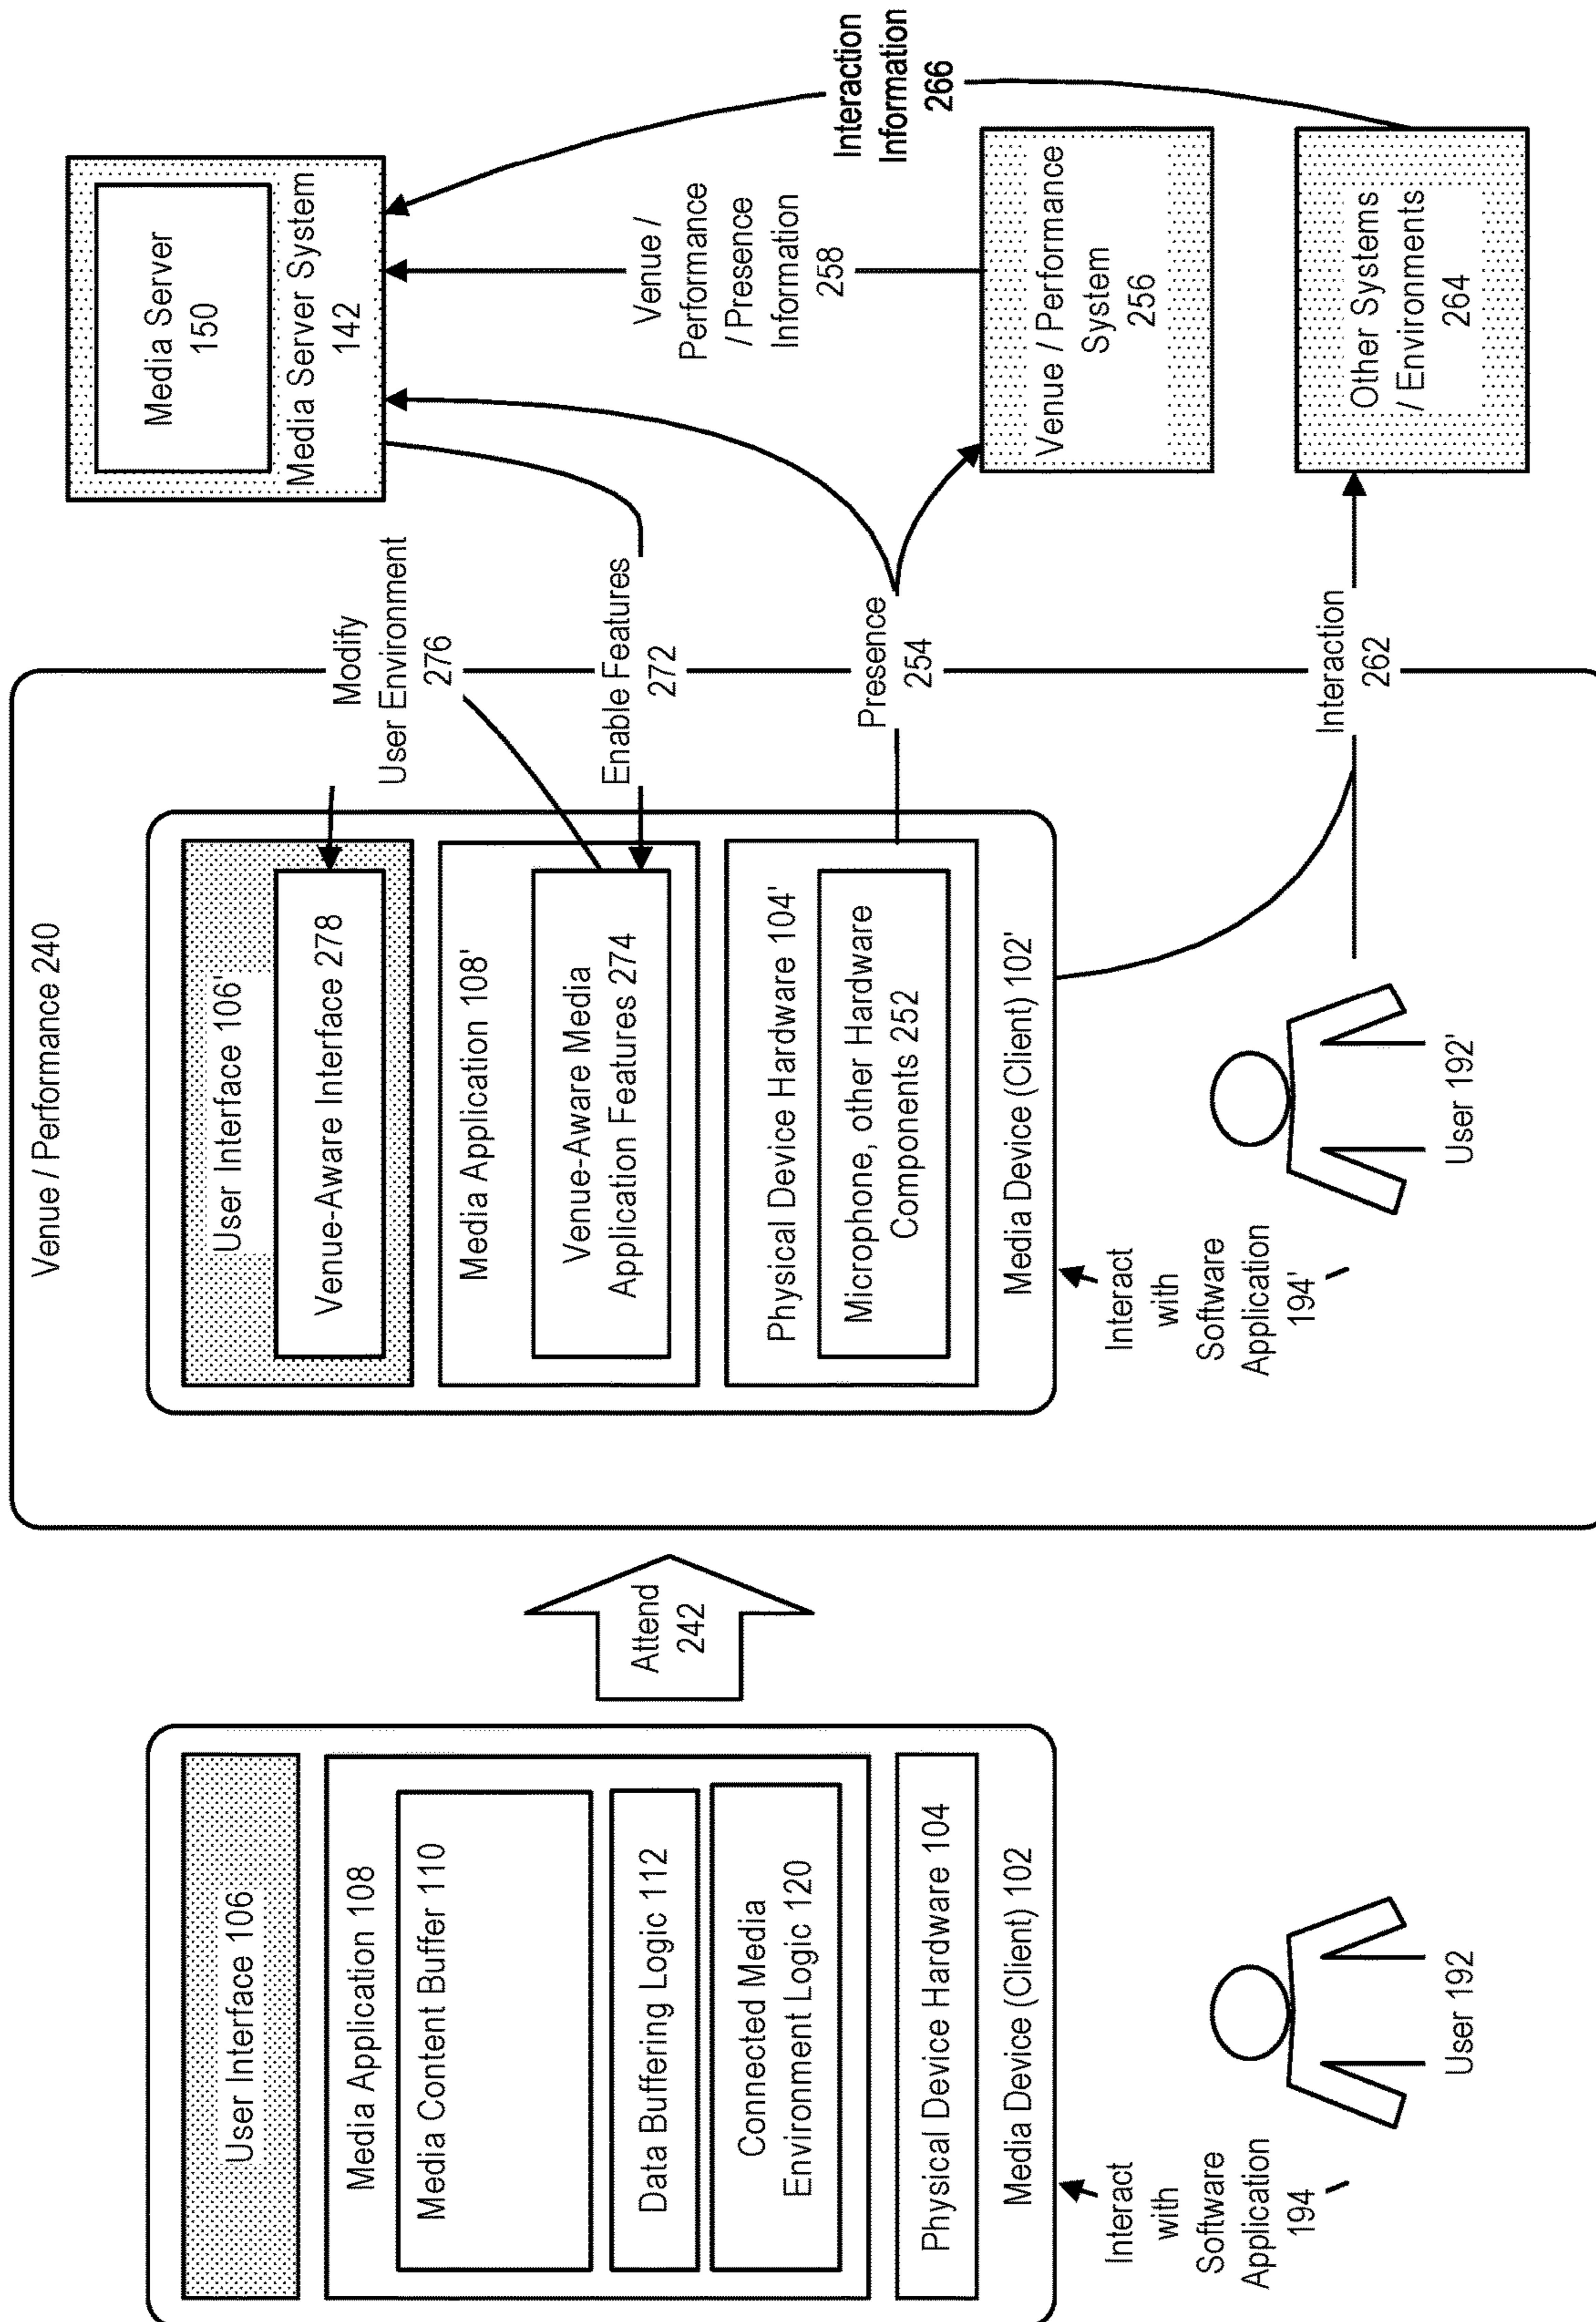 User Interface 106
Media Application 108
Media Content Buffer 110
Data Buffering Logic 112
Connected Media
Environment Logic 120
Physical Device Hardware 104
Media Device (Client) 102
Interact
with
Software
Application
194
User 192
Attend
242
Venue / Performance 240
User Interface 106'
Venue-Aware Interface 278
Media Application 108'
Venue-Aware Media
Application Features 274
Physical Device Hardware 104'
Microphone, other Hardware
Components 252
Media Device (Client) 102'
Interact
with
Software
Application
194'
User 192'
Modify
User Environment
276
Enable Features
272
Presence
254
Interaction
262
Media Server
150
Media Server System
142
Venue /
Performance
/ Presence
Information
258
Interaction
Information
266
Venue / Performance
System
256
Other Systems
/ Environments
264